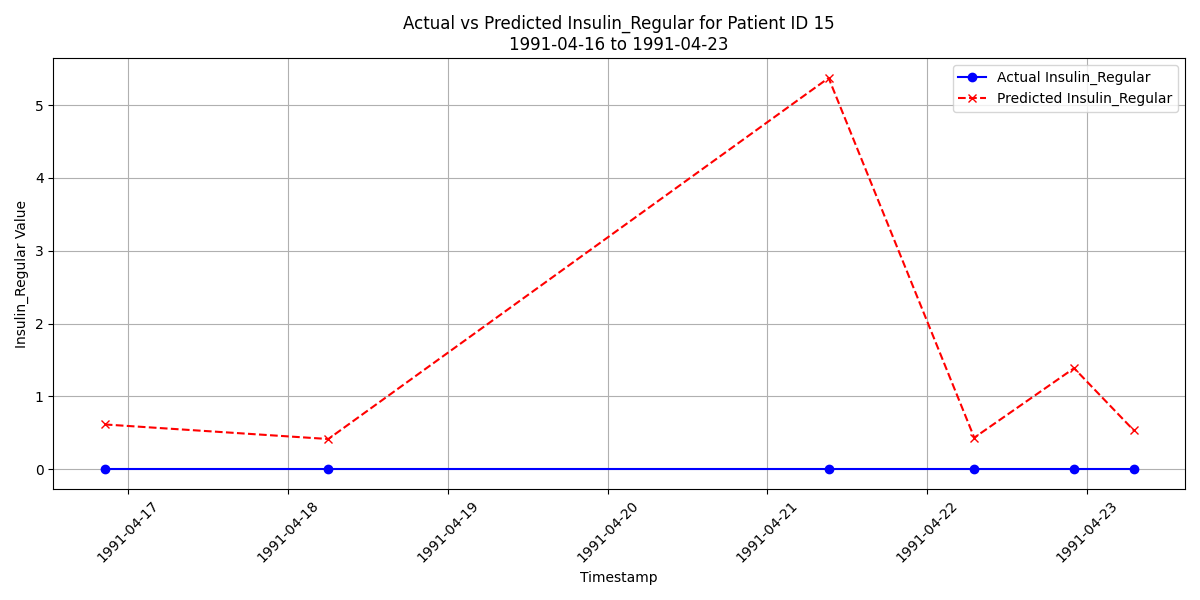 Actual vs Predicted Insulin_Regular for Patient ID 15
1991-04-16 to 1991-04-23
Actual Insulin_Regular
Predicted Insulin_Regular
Insulin_Regular Value
5
4
3
2
1
0
1991-04-17
1991-04-18
1991-04-19
1991-04-20
1991-04-21
1991-04-22
1991-04-23
Timestamp